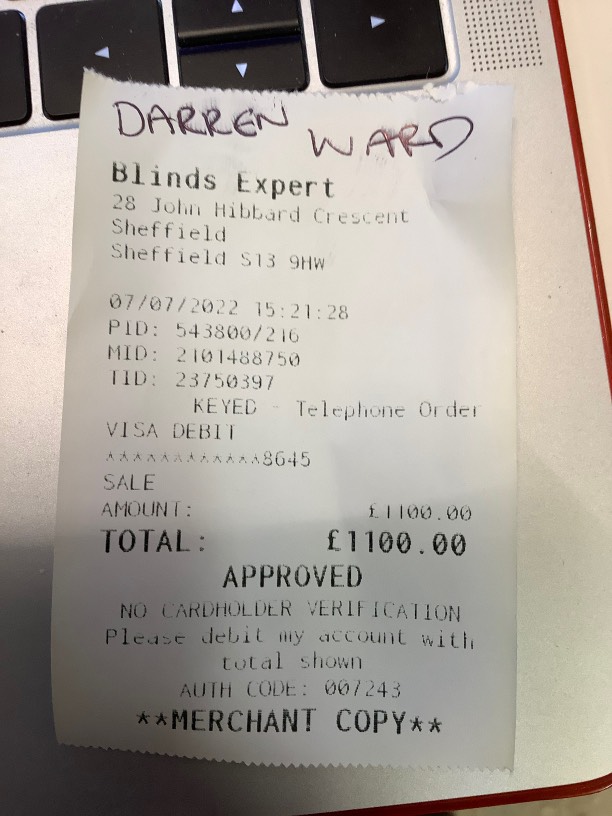 DARREN WARD
Blinds Expert
28 John Hibbard Crescent
Sheffield
Sheffield S13 9HW
07/07/2022 15:21:28
PID: 543800/216
MID: 2101488750
TID: 23750397
KEYED - Telephone Order
VISA DEBIT
************8645
SALE
AMOUNT: £1100.00
TOTAL: £1100.00
APPROVED
NO CARDHOLDER VERIFICATION
Please debit my account with
total shown
AUTH CODE: 007243
**MERCHANT COPY**